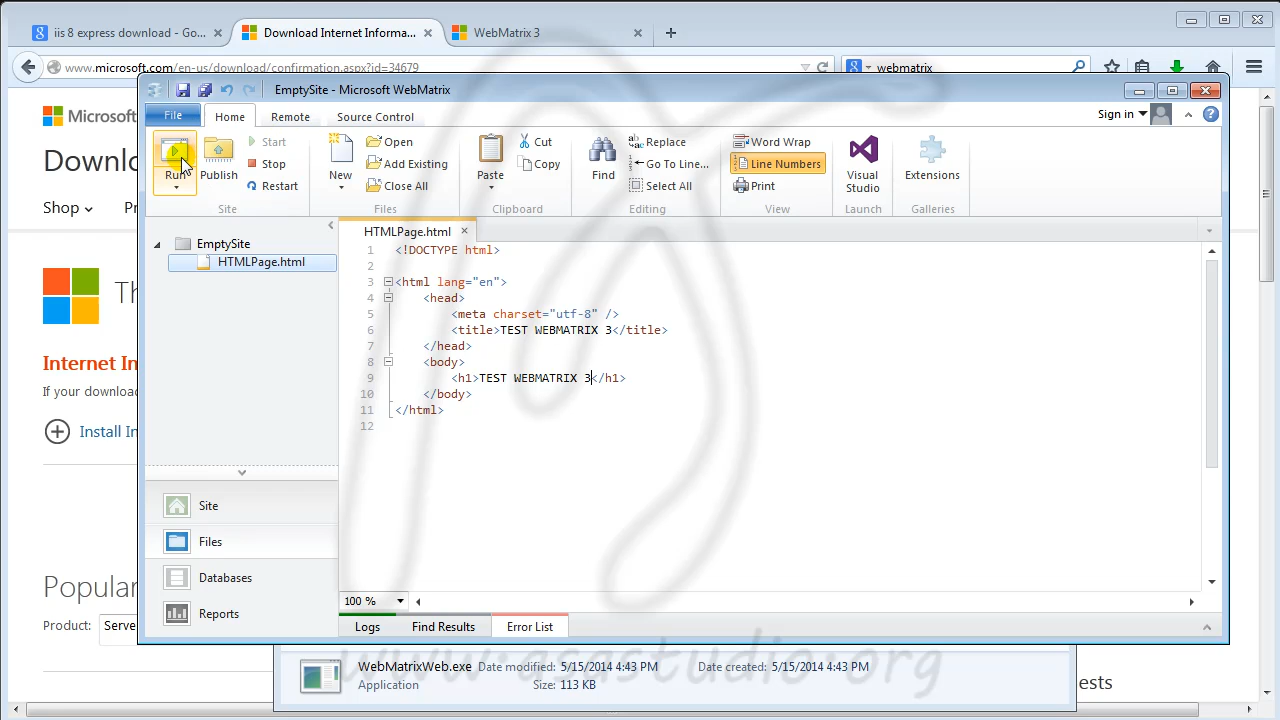 iis 8 express download - Go...
Download Internet Informa...
WebMatrix 3
www.microsoft.com/en-us/download/confirmation.aspx?id=34679
webmatrix
EmptySite - Microsoft WebMatrix
File
Home
Remote
Source Control
Sign in
Run
Publish
Start
Stop
Restart
Site
New
Open
Add Existing
Close All
Files
Paste
Cut
Copy
Clipboard
Find
Replace
Go To Line...
Select All
Editing
Word Wrap
Line Numbers
Print
View
Visual
Studio
Launch
Extensions
Galleries
EmptySite
HTMLPage.html
Site
Files
Databases
Reports
HTMLPage.html
1 <!DOCTYPE html>
2
3 <html lang="en">
4 <head>
5 <meta charset="utf-8" />
6 <title>TEST WEBMATRIX 3</title>
7 </head>
8 <body>
9 <h1>TEST WEBMATRIX 3</h1>
10 </body>
11 </html>
12
100 %
Logs
Find Results
Error List
Microsoft
Shop
Internet In
If your downloa
Install In
Popular
Product:
Serve
WebMatrixWeb.exe
Application
Date modified: 5/15/2014 4:43 PM
Size: 113 KB
Date created: 5/15/2014 4:43 PM
ests
www.asastudio.org